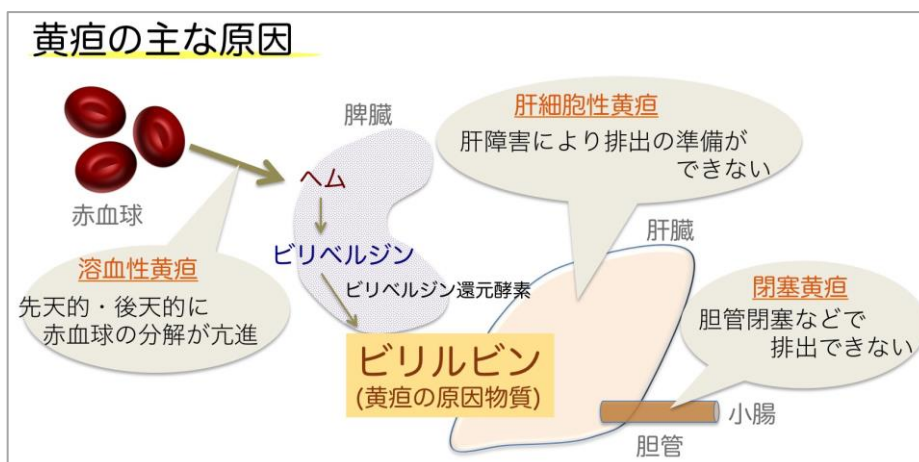 黄疸の主な原因
脾臓
赤血球
ヘム
ビリベルジン
ビリベルジン還元酵素
ビリルビン
(黄疸の原因物質)
溶血性黄疸
先天的・後天的に
赤血球の分解が亢進
肝細胞性黄疸
肝障害により排出の準備が
できない
肝臓
閉塞黄疸
胆管閉塞などで
排出できない
小腸
胆管